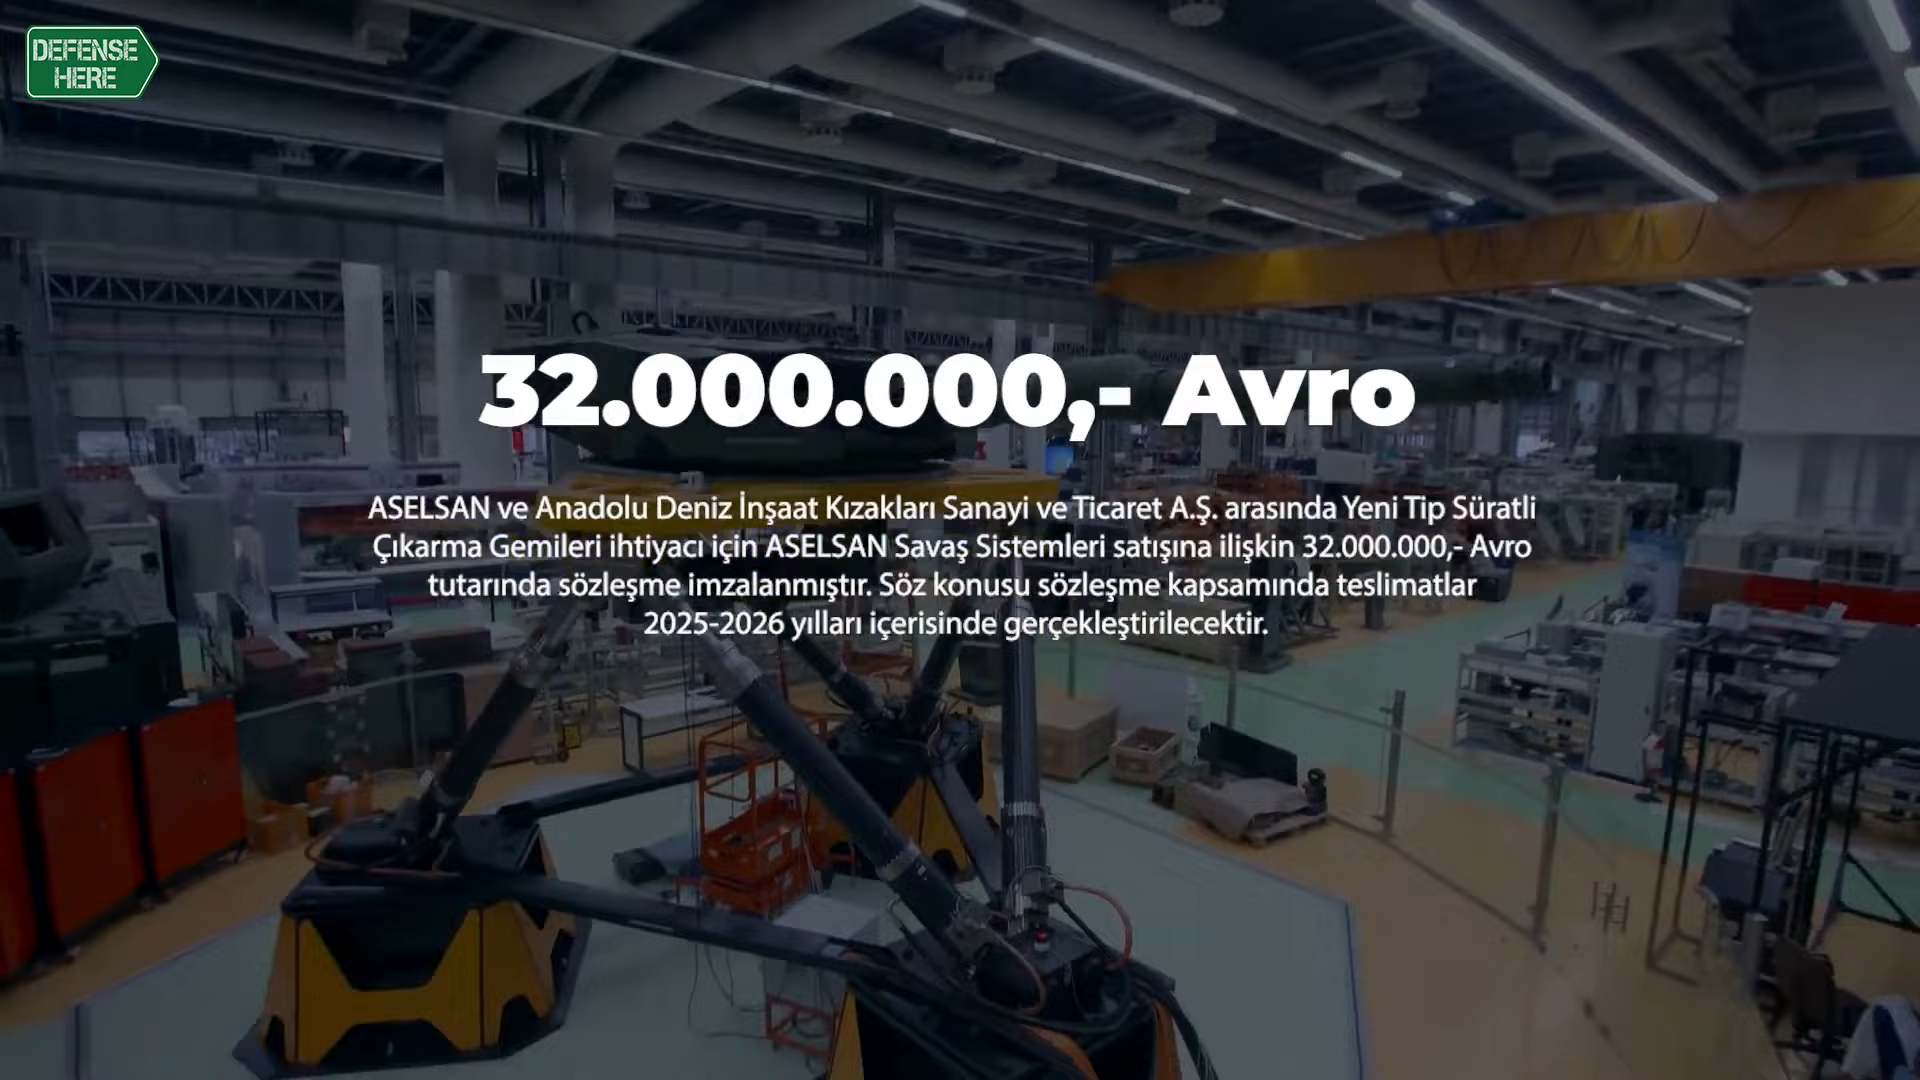 DEFENSE
HERE
32.000.000,- Avro
ASELSAN ve Anadolu Deniz İnşaat Kızakları Sanayi ve Ticaret A.Ş. arasında Yeni Tip Süratli
Çıkarma Gemileri ihtiyacı için ASELSAN Savaş Sistemleri satışına ilişkin 32.000.000,- Avro
tutarında sözleşme imzalanmıştır. Söz konusu sözleşme kapsamında teslimatlar
2025-2026 yılları içerisinde gerçekleştirilecektir.